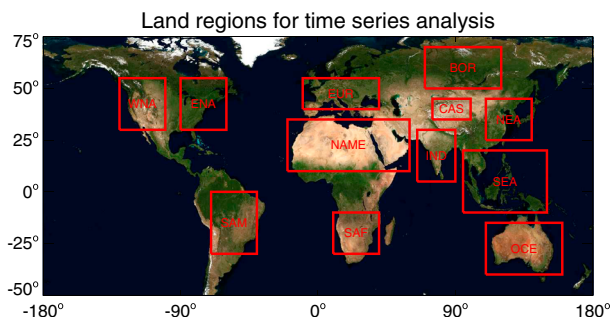 Land regions for time series analysis
75°
50°
25°
0°
-25°
-50°
BOR
WNA
ENA
EUR
CAS
NEA
NAME
IND
SEA
SAM
SAF
OCE
-180°
-90°
0°
90°
180°